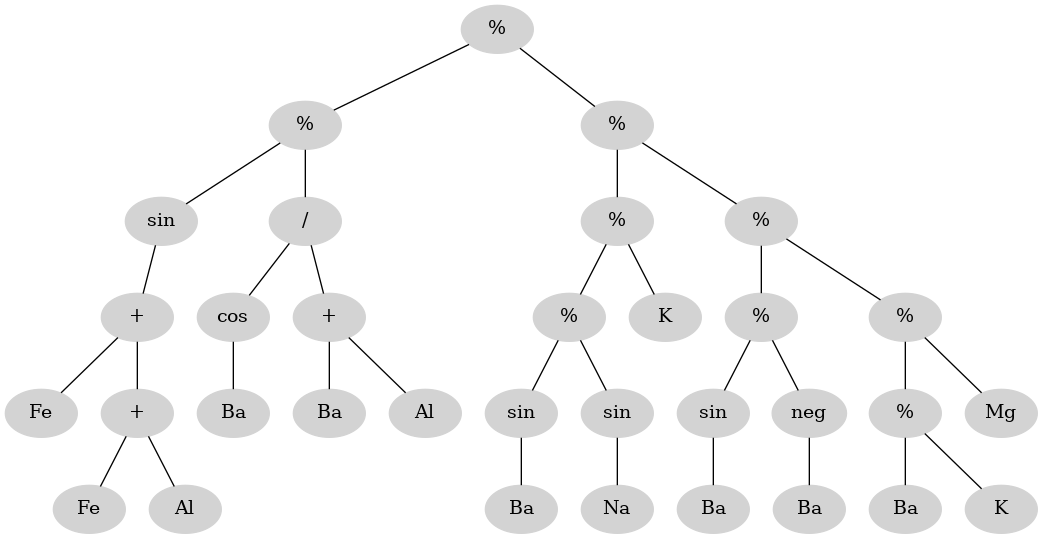 %
% %
sin / % %
+ cos + % K % %
Fe + Ba Ba Al sin sin sin neg % Mg
Fe Al Ba Na Ba Ba Ba K